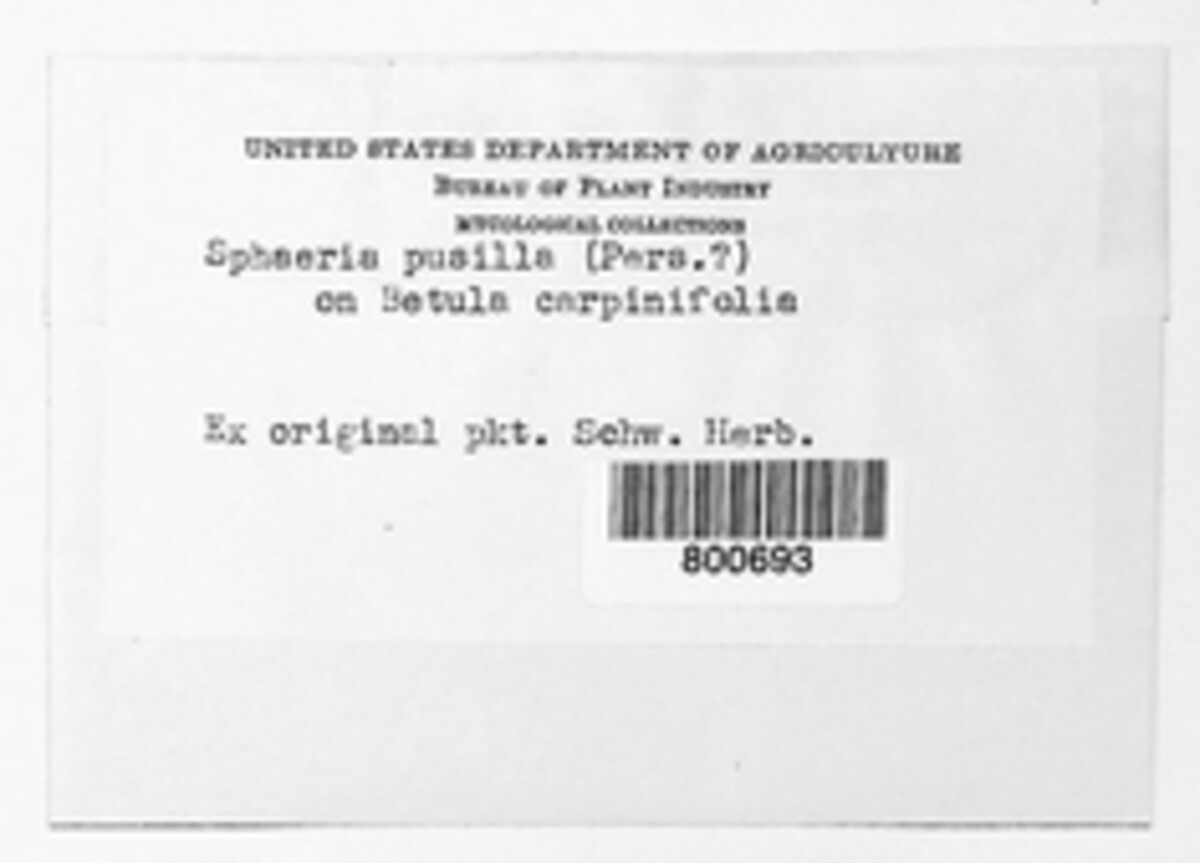 UNITED STATES DEPARTMENT OF AGRICULTURE
BUREAU OF PLANT INDUSTRY
MYCOLOGICAL COLLECTIONS
Sphaeria pusilla (Pers.?)
on Betula carpinifolia
Ex original pkt. Schw. Herb.
800693